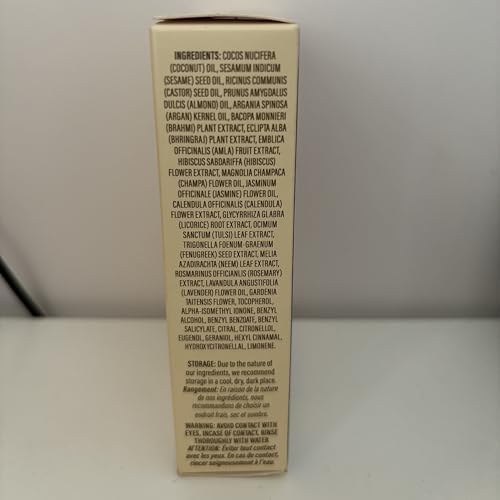 INGREDIENTS: COCOS NUCIFERA
(COCONUT) OIL, SESAMUM INDICUM
(SESAME) SEED OIL, RICINUS COMMUNIS
(CASTOR) SEED OIL, PRUNUS AMYGDALUS
DULCIS (ALMOND) OIL, ARGANIA SPINOSA
(ARGAN) KERNEL OIL, BACOPA MONNIERI
(BRAHMI) PLANT EXTRACT, ECLIPTA ALBA
(BHRINGRAJ) PLANT EXTRACT, EMBLICA
OFFICINALIS (AMLA) FRUIT EXTRACT,
HIBISCUS SABDARIFFA (HIBISCUS)
FLOWER EXTRACT, MAGNOLIA CHAMPACA
(CHAMPA) FLOWER OIL, JASMINUM
OFFICINALE (JASMINE) FLOWER OIL,
CALENDULA OFFICINALIS (CALENDULA)
FLOWER EXTRACT, GLYCYRRHIZA GLABRA
(LICORICE) ROOT EXTRACT, OCIMUM
SANCTUM (TULSI) LEAF EXTRACT,
TRIGONELLA FOENUM-GRAENUM
(FENUGREEK) SEED EXTRACT, MELIA
AZADIRACHTA (NEEM) LEAF EXTRACT,
ROSMARINUS OFFICIANLIS (ROSEMARY)
EXTRACT, LAVANDULA ANGUSTIFOLIA
(LAVENDER) FLOWER OIL, GARDENIA
TAITENSIS FLOWER, TOCOPHEROL,
ALPHA-ISOMETHYL IONONE, BENZYL
ALCOHOL, BENZYL BENZOATE, BENZYL
SALICYLATE, CITRAL, CITRONELLOL,
EUGENOL, GERANIOL, HEXYL CINNAMAL,
HYDROXYCITRONELLAL, LIMONENE.
STORAGE: Due to the nature of
our ingredients, we recommend
storage in a cool, dry, dark place.
Rangement: En raison de la nature
de nos ingrédients, nous
recommandons de choisir un
endroit frais, sec et sombre.
WARNING: AVOID CONTACT WITH
EYES. INCASE OF CONTACT, RINSE
THOROUGHLY WITH WATER.
ATTENTION: Éviter tout contact
avec les yeux. En cas de contact,
rincer soigneusement à l'eau.